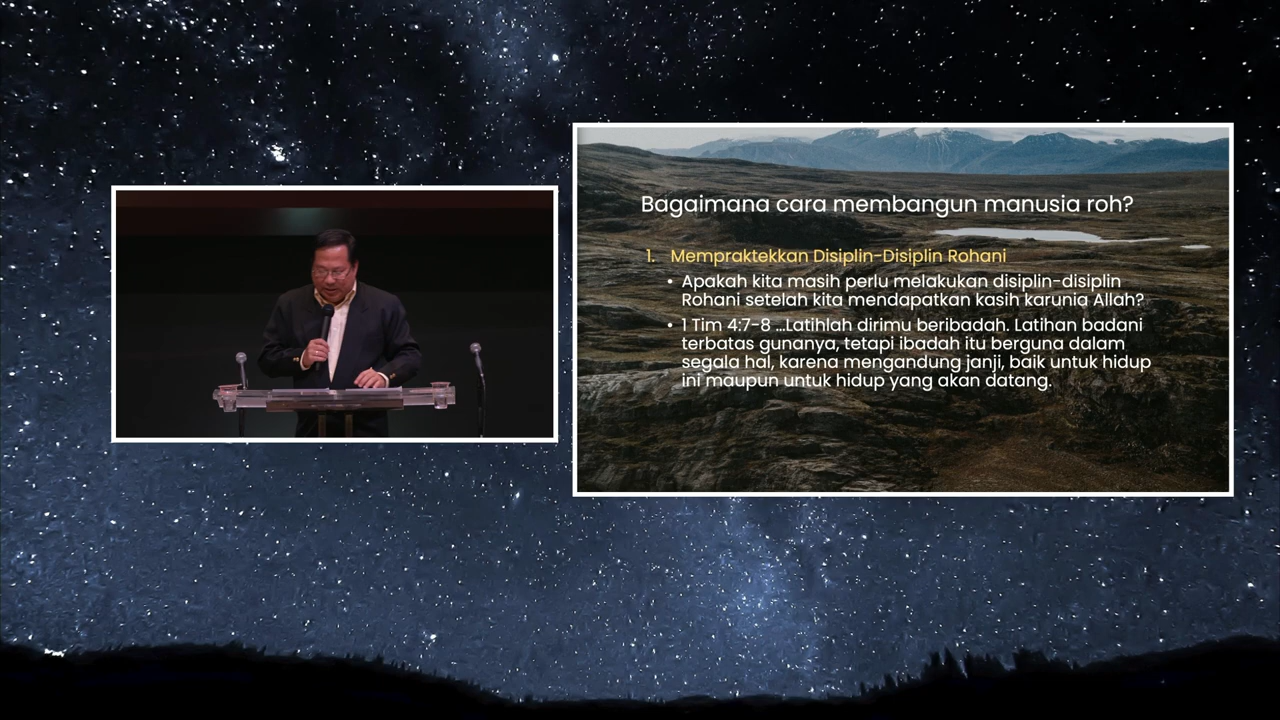 Bagaimana cara membangun manusia roh?
1. Mempraktekkan Disiplin-Disiplin Rohani
• Apakah kita masih perlu melakukan disiplin-disiplin
Rohani setelah kita mendapatkan kasih karunia Allah?
• 1 Tim 4:7-8 ...Latihlah dirimu beribadah. Latihan badani
terbatas gunanya, tetapi ibadah itu berguna dalam
segala hal, karena mengandung janji, baik untuk hidup
ini maupun untuk hidup yang akan datang.